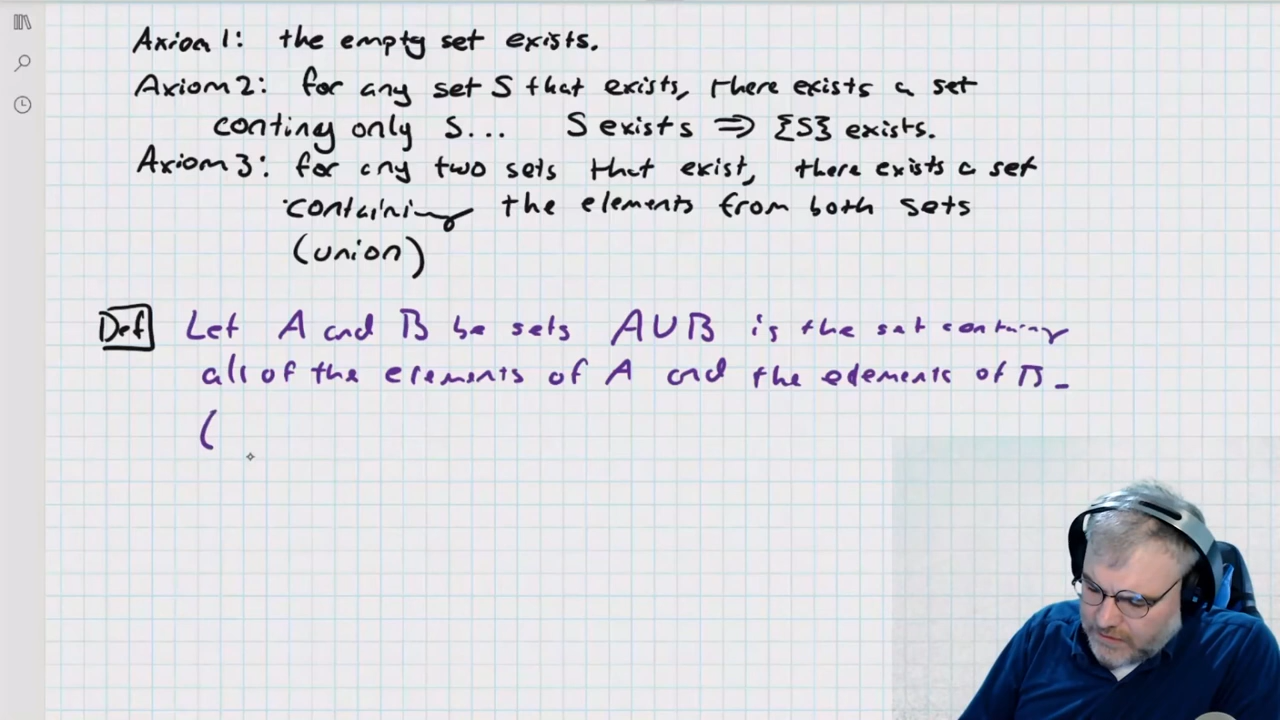 Axiom 1: the empty set exists.
Axiom 2: for any set S that exists, there exists a set
conting only S... S exists ⇒ {S} exists.
Axiom 3: for any two sets that exist, there exists a set
containing the elements from both sets
(union)
Def Let A and B be sets A∪B is the set containing
all of the elements of A and the elements of B.
(